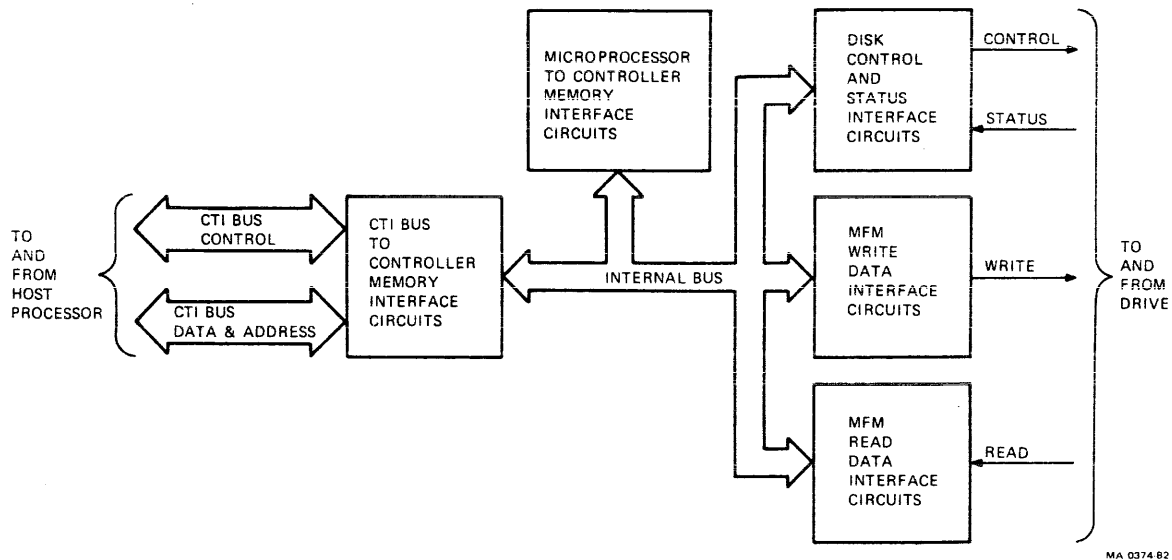 TO
AND
FROM
HOST
PROCESSOR
CTI BUS
CONTROL
CTI BUS
DATA & ADDRESS
CTI BUS
TO
CONTROLLER
MEMORY
INTERFACE
CIRCUITS
MICROPROCESSOR
TO CONTROLLER
MEMORY
INTERFACE
CIRCUITS
INTERNAL BUS
DISK
CONTROL
AND
STATUS
INTERFACE
CIRCUITS
CONTROL
STATUS
MFM
WRITE
DATA
INTERFACE
CIRCUITS
WRITE
MFM
READ
DATA
INTERFACE
CIRCUITS
READ
TO
AND
FROM
DRIVE
MA 0374-82